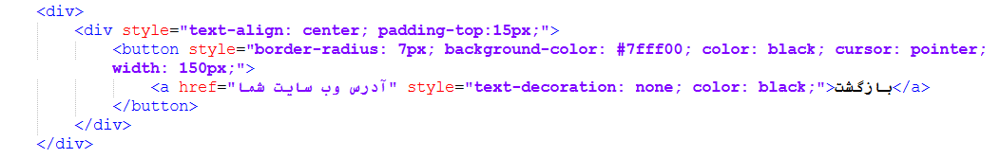 <div>
<div style="text-align: center; padding-top:15px;">
<button style="border-radius: 7px; background-color: #7fff00; color: black; cursor: pointer;
width: 150px;">
<a href="آدرس وب سایت شما" style="text-decoration: none; color: black;">بازگشت</a>
</button>
</div>
</div>